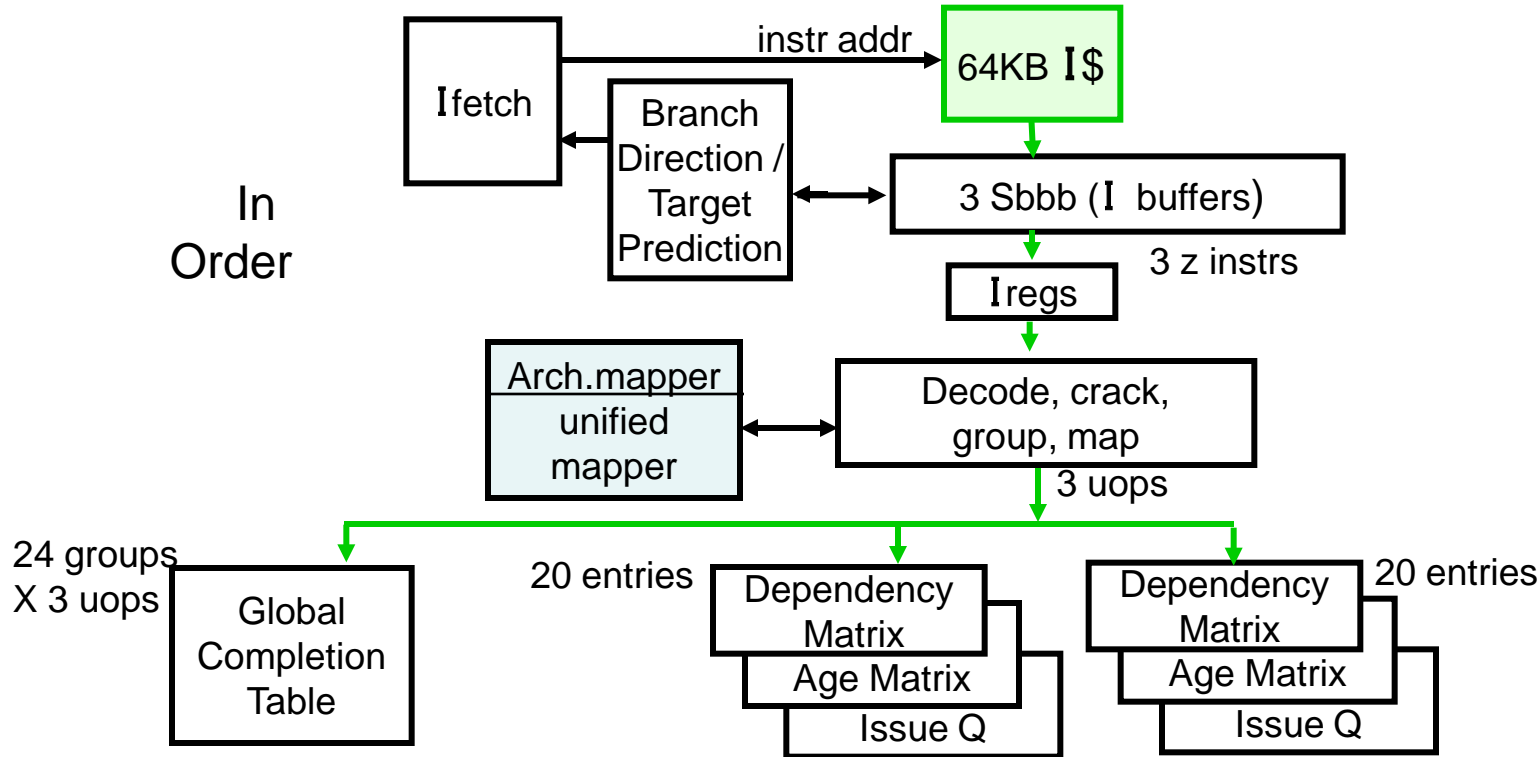 instr addr
64KB I$
Ifetch
Branch
Direction /
Target
Prediction
3 Sbbb (I buffers)
In
Order
3 z instrs
Iregs
Arch.mapper
unified
mapper
Decode, crack,
group, map
3 uops
24 groups
X 3 uops
Global
Completion
Table
20 entries
Dependency
Matrix
Age Matrix
Issue Q
20 entries
Dependency
Matrix
Age Matrix
Issue Q